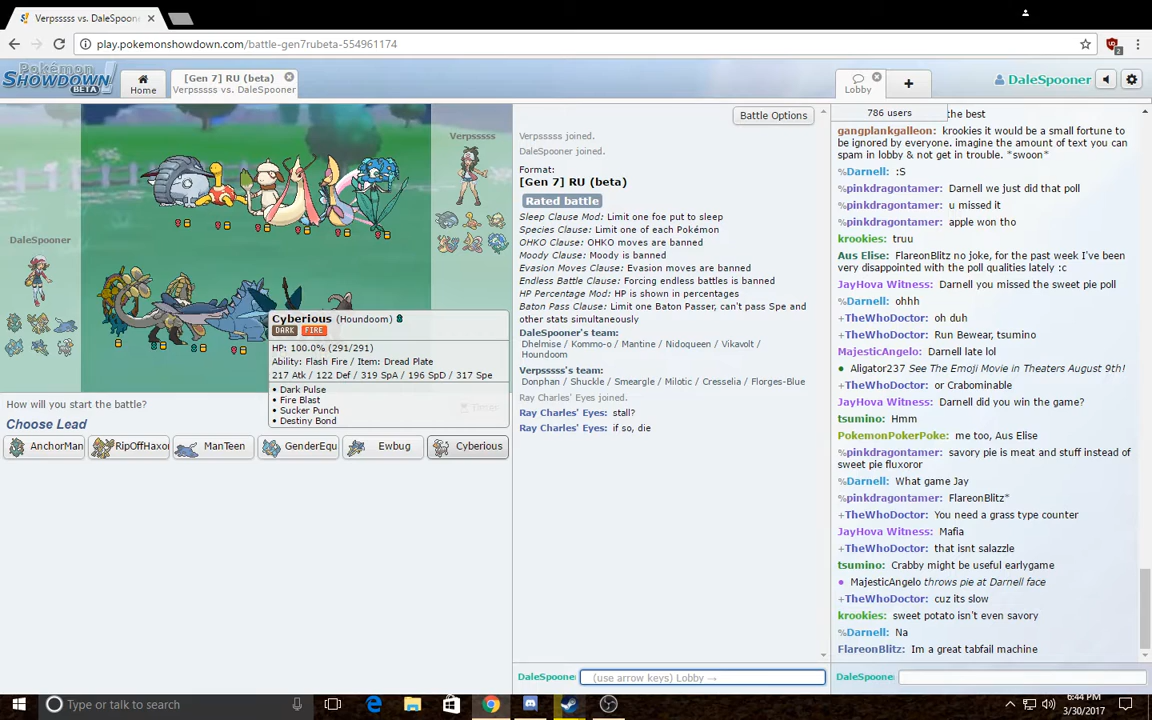 Verpsssss vs. DaleSpoone
play.pokemonshowdown.com/battle-gen7rubeta-554961174
2
Pokémon
SHOWDOWN!
BETA
Home
[Gen 7] RU (beta)
Verpsssss vs. DaleSpooner
Lobby
+
DaleSpooner
Verpsssss
DaleSpooner
Cyberious (Houndoom)
DARK FIRE
HP: 100.0% (291/291)
Ability: Flash Fire / Item: Dread Plate
217 Atk / 122 Def / 319 SpA / 196 SpD / 317 Spe
• Dark Pulse
• Fire Blast
• Sucker Punch
• Destiny Bond
How will you start the battle?
Timer
Choose Lead
AnchorMan
RipOffHaxor
ManTeen
GenderEqu
Ewbug
Cyberious
Battle Options
Verpsssss joined.
DaleSpooner joined.
Format:
[Gen 7] RU (beta)
Rated battle
Sleep Clause Mod: Limit one foe put to sleep
Species Clause: Limit one of each Pokémon
OHKO Clause: OHKO moves are banned
Moody Clause: Moody is banned
Evasion Moves Clause: Evasion moves are banned
Endless Battle Clause: Forcing endless battles is banned
HP Percentage Mod: HP is shown in percentages
Baton Pass Clause: Limit one Baton Passer, can't pass Spe and
other stats simultaneously
DaleSpooner's team:
Dhelmise / Kommo-o / Mantine / Nidoqueen / Vikavolt /
Houndoom
Verpsssss's team:
Donphan / Shuckle / Smeargle / Milotic / Cresselia / Florges-Blue
Ray Charles' Eyes joined.
Ray Charles' Eyes: stall?
Ray Charles' Eyes: if so, die
DaleSpoone
(use arrow keys) Lobby →
786 users
the best
gangplankgalleon: krookies it would be a small fortune to
be ignored by everyone. imagine the amount of text you can
spam in lobby & not get in trouble. *swoon*
%Darnell: :S
%pinkdragontamer: Darnell we just did that poll
%pinkdragontamer: u missed it
%pinkdragontamer: apple won tho
krookies: truu
Aus Elise: FlareonBlitz no joke, for the past week I've been
very disappointed with the poll qualities lately :c
JayHova Witness: Darnell you missed the sweet pie poll
%Darnell: ohhh
+TheWhoDoctor: oh duh
+TheWhoDoctor: Run Bewear, tsumino
MajesticAngelo: Darnell late lol
• Aligator237 See The Emoji Movie in Theaters August 9th!
+TheWhoDoctor: or Crabominable
JayHova Witness: Darnell did you win the game?
tsumino: Hmm
PokemonPokerPoke: me too, Aus Elise
%pinkdragontamer: savory pie is meat and stuff instead of
sweet pie fluxoror
%Darnell: What game Jay
%pinkdragontamer: FlareonBlitz*
+TheWhoDoctor: You need a grass type counter
JayHova Witness: Mafia
+TheWhoDoctor: that isnt salazzle
tsumino: Crabby might be useful earlygame
• MajesticAngelo throws pie at Darnell face
+TheWhoDoctor: cuz its slow
krookies: sweet potato isn't even savory
%Darnell: Na
FlareonBlitz: Im a great tabfail machine
DaleSpooner:
Type or talk to search
6:44 PM
3/30/2017